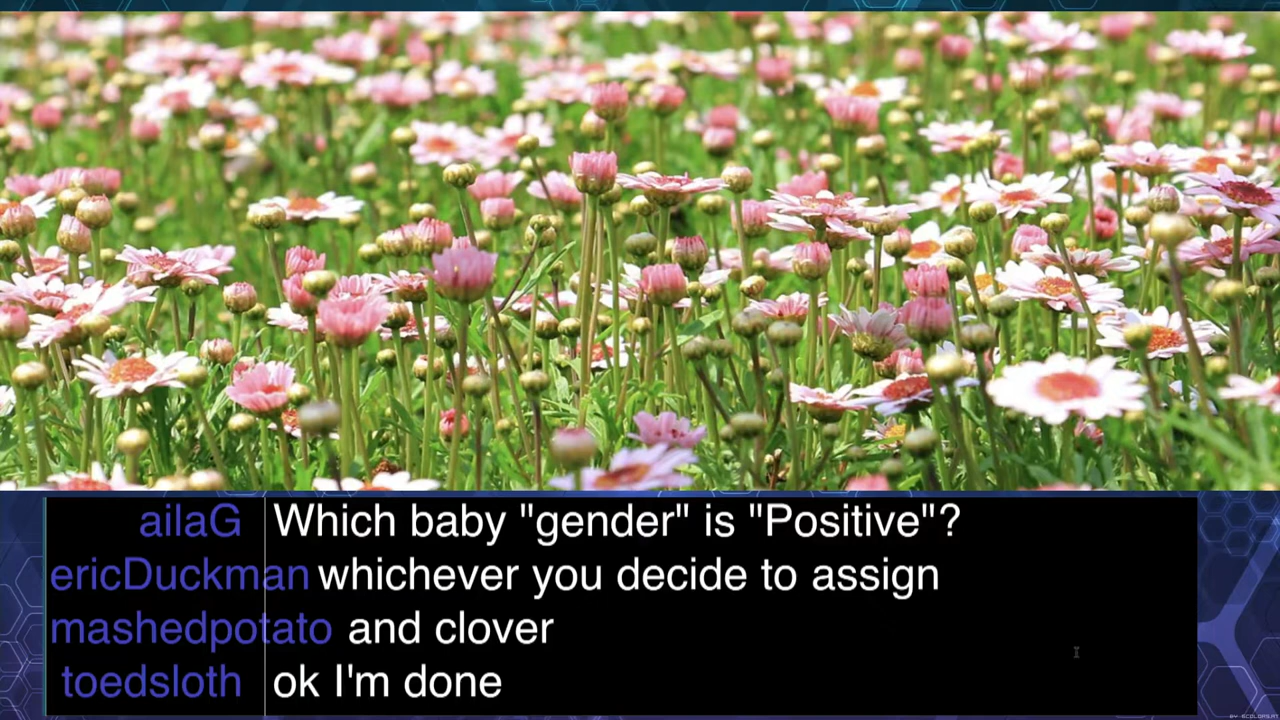 ailaG Which baby "gender" is "Positive"?
ericDuckman whichever you decide to assign
mashedpotato and clover
toedsloth ok I'm done